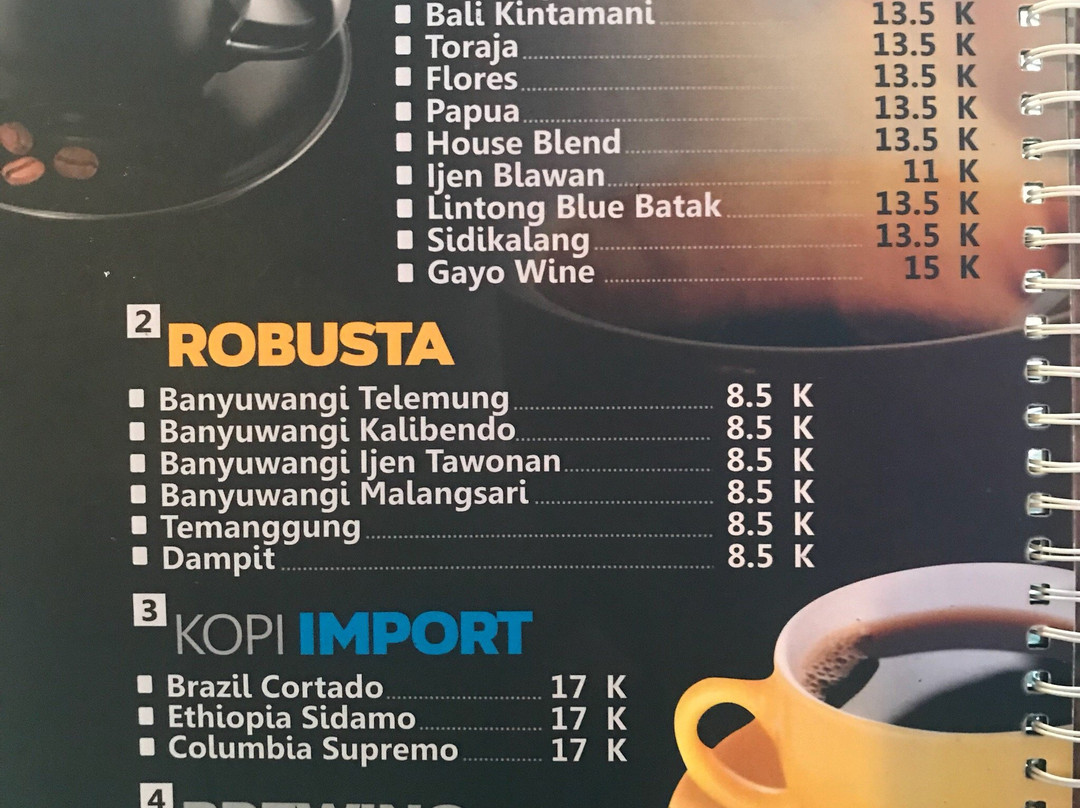 Bali Kintamani 13.5 K
Toraja 13.5 K
Flores 13.5 K
Papua 13.5 K
House Blend 13.5 K
Ijen Blawan 11 K
Lintong Blue Batak 13.5 K
Sidikalang 13.5 K
Gayo Wine 15 K
2 ROBUSTA
Banyuwangi Telemung 8.5 K
Banyuwangi Kalibendo 8.5 K
Banyuwangi Ijen Tawonan 8.5 K
Banyuwangi Malangsari 8.5 K
Temanggung 8.5 K
Dampit 8.5 K
3 KOPI IMPORT
Brazil Cortado 17 K
Ethiopia Sidamo 17 K
Columbia Supremo 17 K
4 BREWING